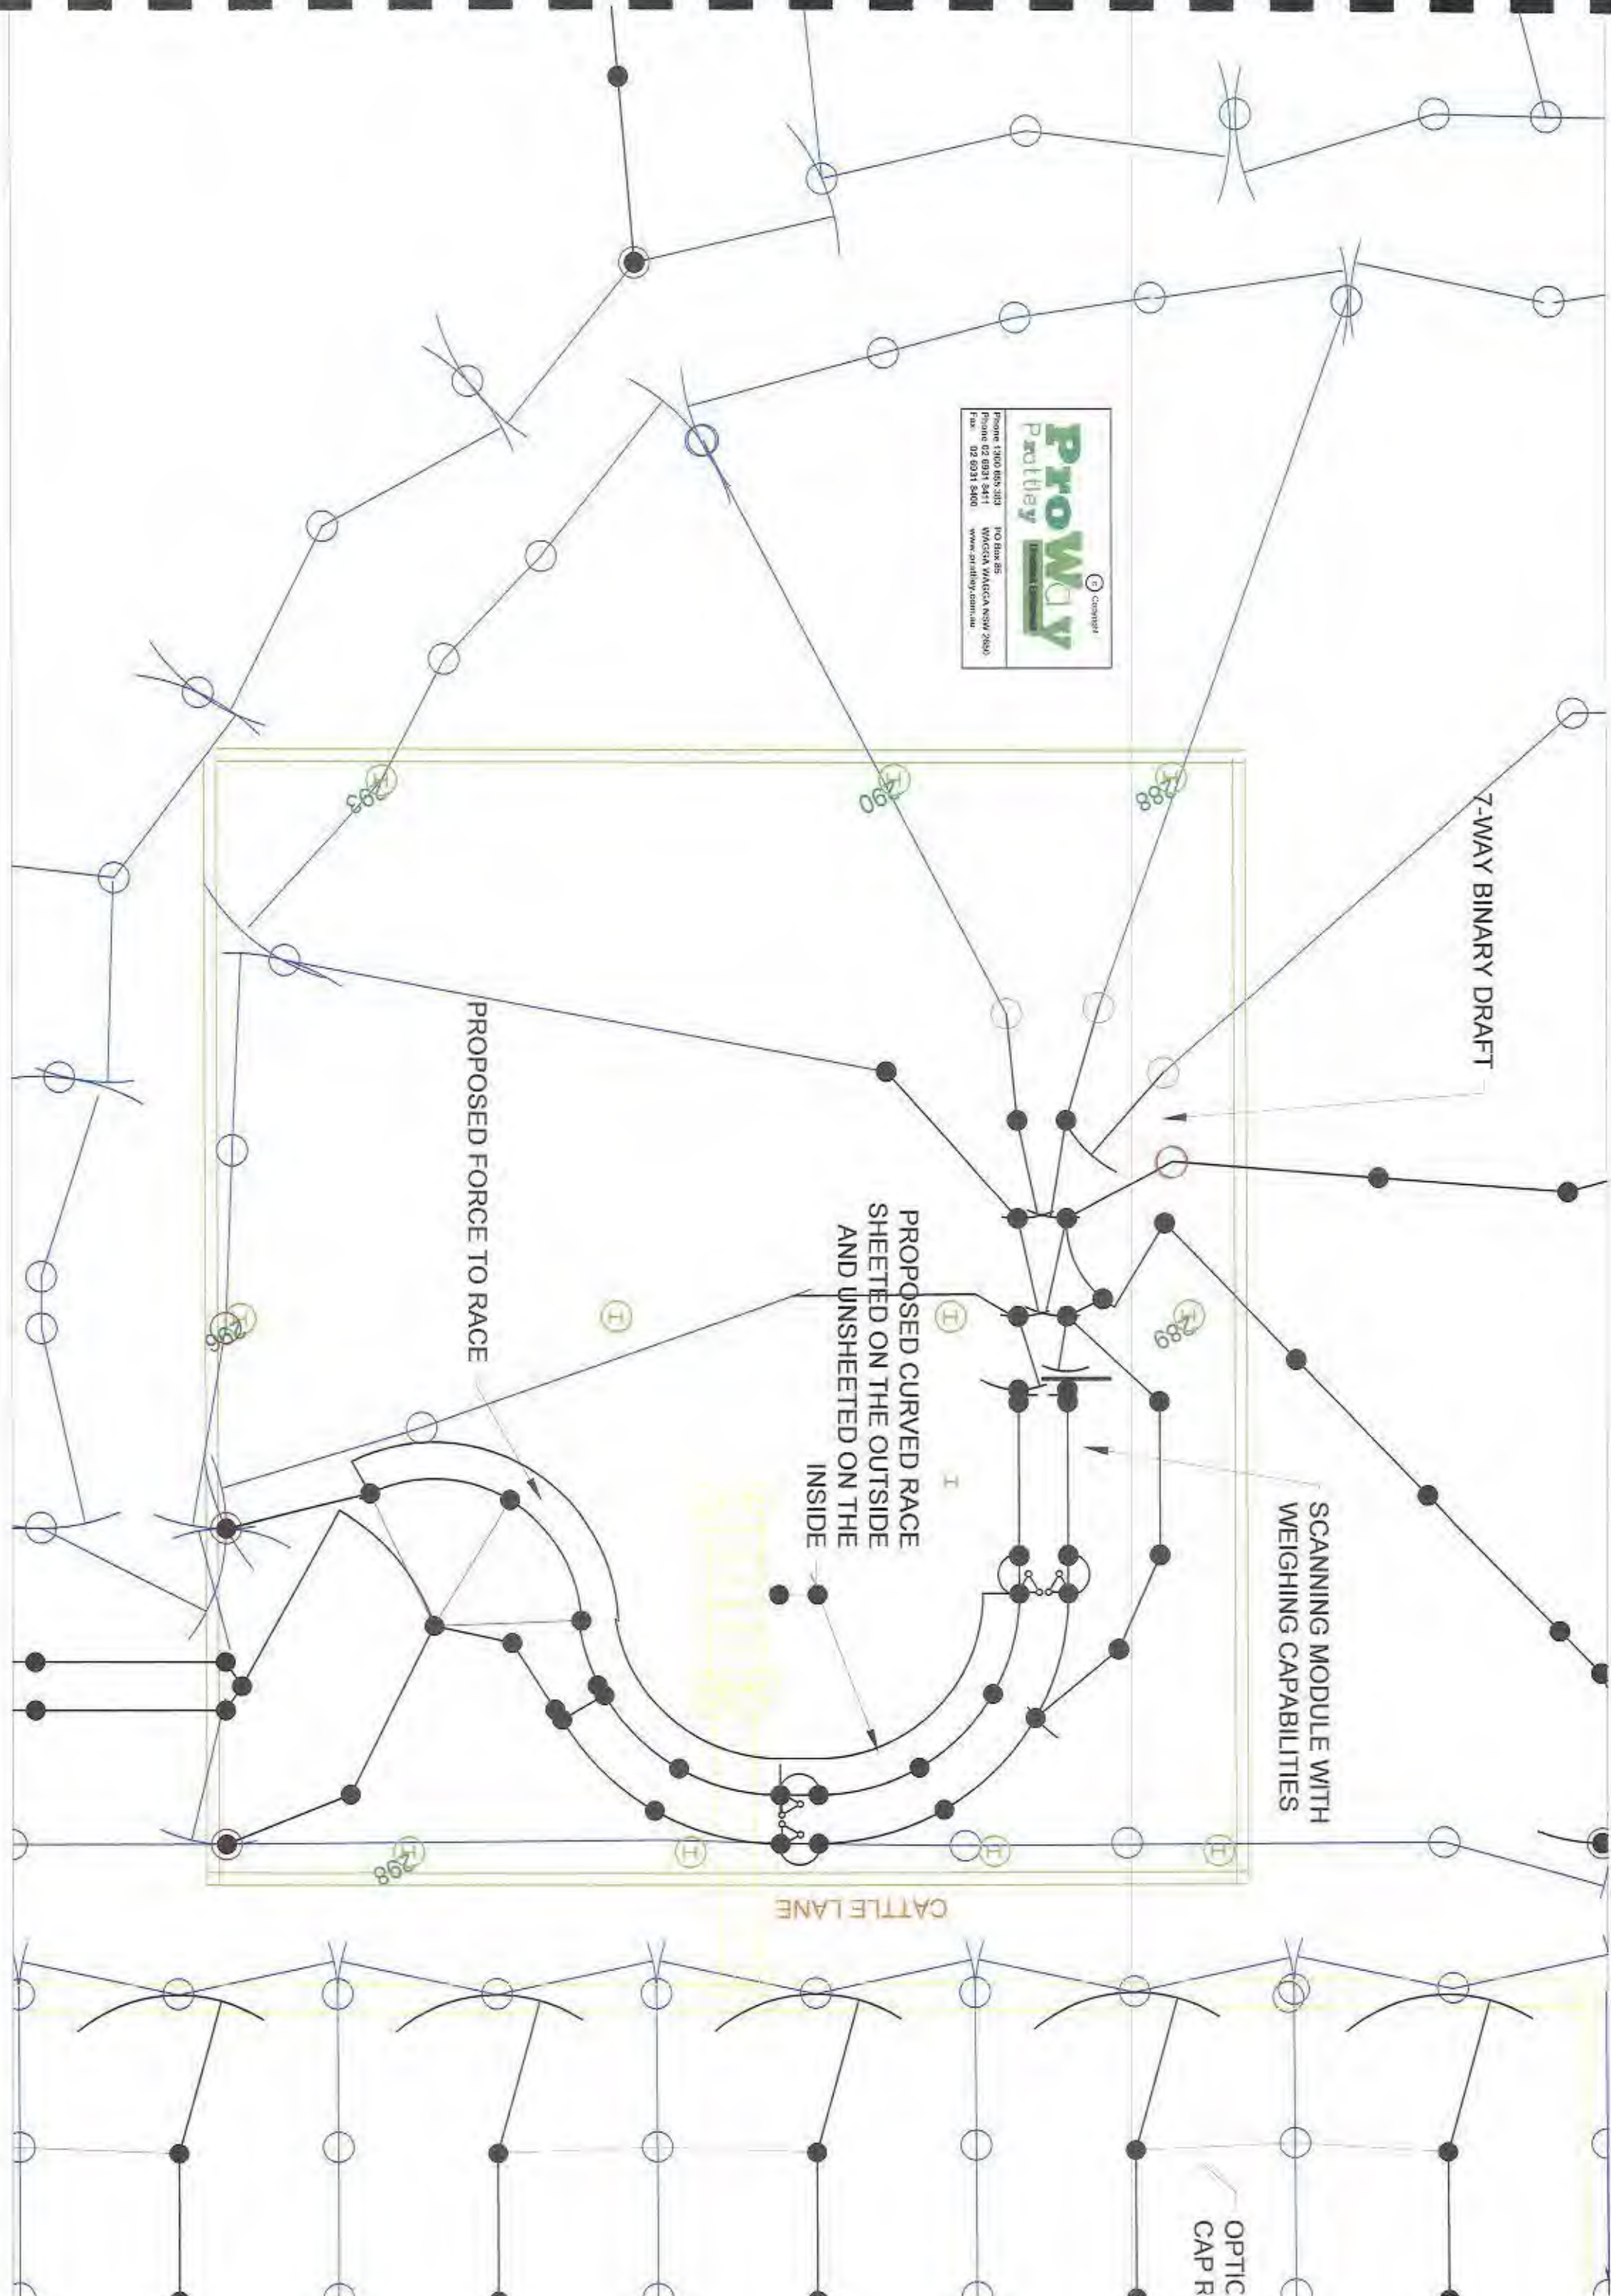 © Copyright
ProWay
Prattley
Phone 1300 655 383
PO Box 85
Phone 02 6931 8411
WAGGA WAGGA NSW 2650
Fax: 02 6931 8400
www.prattley.com.au
7-WAY BINARY DRAFT
293
290
288
PROPOSED FORCE TO RACE
PROPOSED CURVED RACE
SHEETED ON THE OUTSIDE
AND UNSHEETED ON THE
INSIDE
289
296
H
H
H
SCANNING MODULE WITH
WEIGHING CAPABILITIES
298
CATTLE LANE
OPTIC
CAP R